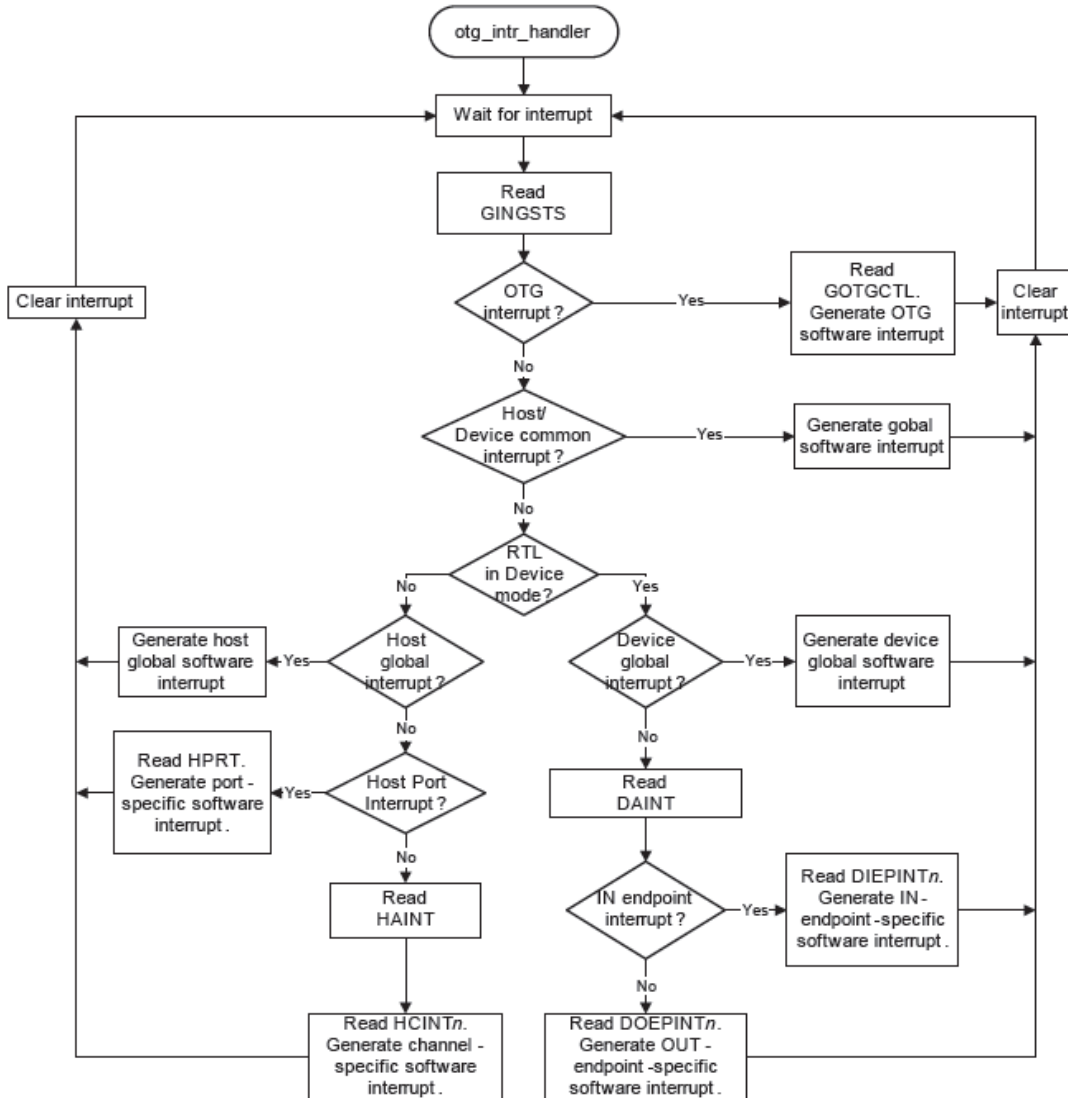 otg_intr_handler
Wait for interrupt
Read
GINGSTS
Clear interrupt
OTG
interrupt?
Yes
Read
GOTGCTL.
Generate OTG
software interrupt
Clear
interrupt
No
Host/
Device common
interrupt?
Yes
Generate gobal
software interrupt
No
RTL
in Device
mode?
No
Yes
Generate host
global software
interrupt
Yes
Host
global
interrupt?
Device
global
interrupt?
Yes
Generate device
global software
interrupt
No
No
Read HPRT.
Generate port-
specific software
interrupt.
Yes
Host Port
Interrupt?
Read
DAINT
No
Read
HAINT
IN endpoint
interrupt?
Yes
Read DIEPINTn.
Generate IN-
endpoint-specific
software interrupt.
No
Read HCINTn.
Generate channel-
specific software
interrupt.
Read DOEPINTn.
Generate OUT-
endpoint-specific
software interrupt.